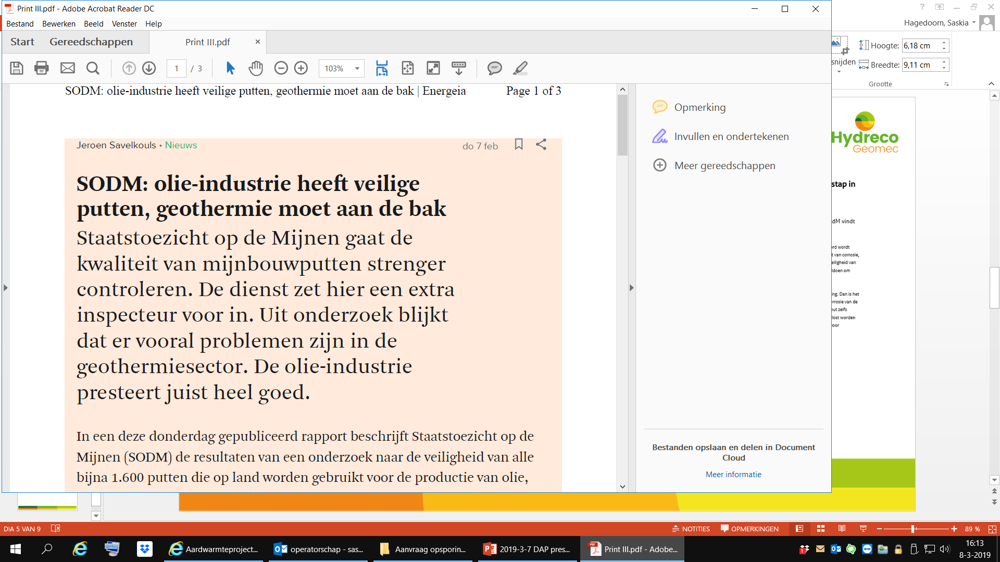 Print III.pdf - Adobe Acrobat Reader DC
Bestand Bewerken Beeld Venster Help
Start Gereedschappen Print III.pdf
1 / 3 103%
SODM: olie-industrie heeft veilige putten, geothermie moet aan de bak | Energeia Page 1 of 3
Jeroen Savelkouls • Nieuws do 7 feb
SODM: olie-industrie heeft veilige
putten, geothermie moet aan de bak
Staatstoezicht op de Mijnen gaat de
kwaliteit van mijnbouwputten strenger
controleren. De dienst zet hier een extra
inspecteur voor in. Uit onderzoek blijkt
dat er vooral problemen zijn in de
geothermiesector. De olie-industrie
presteert juist heel goed.
In een deze donderdag gepubliceerd rapport beschrijft Staatstoezicht op de
Mijnen (SODM) de resultaten van een onderzoek naar de veiligheid van alle
bijna 1.600 putten die op land worden gebruikt voor de productie van olie,
Opmerking
Invullen en ondertekenen
Meer gereedschappen
Bestanden opslaan en delen in Document
Cloud
Meer informatie
Hagedoorn, Saskia
Hoogte: 6,18 cm
snijden
Breedte: 9,11 cm
Grootte
Hydreco
Geomec
stap in
dM vindt
ord wordt
t van corrosie,
eiligheid van
ldoen om
ng. Dan is het
rrosie van de
out zelfs
lost worden
oor
DIA 5 VAN 9 NOTITIES OPMERKINGEN 89 %
Aardwarmteproject... operatorschap - sas... Aanvraag opsporin... 2019-3-7 DAP pres... Print III.pdf - Adobe...
16:13
8-3-2019